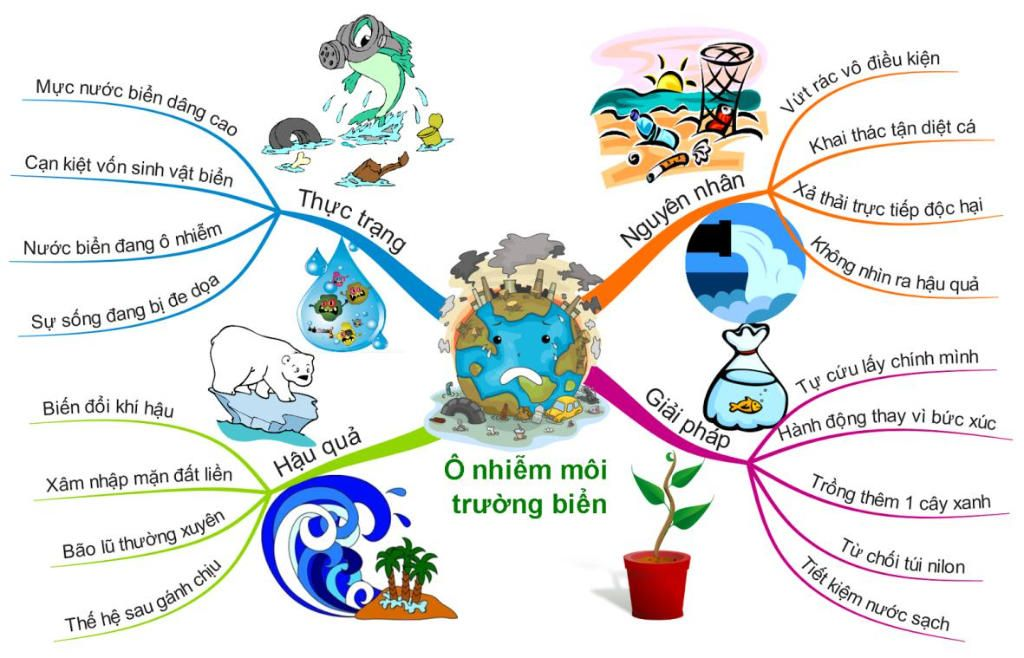 Ô nhiễm môi
trường biển
Thực trạng
Mực nước biển dâng cao
Cạn kiệt vốn sinh vật biển
Nước biển đang ô nhiễm
Sự sống đang bị đe dọa
Nguyên nhân
Vứt rác vô điều kiện
Khai thác tận diệt cá
Xả thải trực tiếp độc hại
Không nhìn ra hậu quả
Hậu quả
Biến đổi khí hậu
Xâm nhập mặn đất liền
Bão lũ thường xuyên
Thế hệ sau gánh chịu
Giải pháp
Tự cứu lấy chính mình
Hành động thay vì bức xúc
Trồng thêm 1 cây xanh
Từ chối túi nilon
Tiết kiệm nước sạch